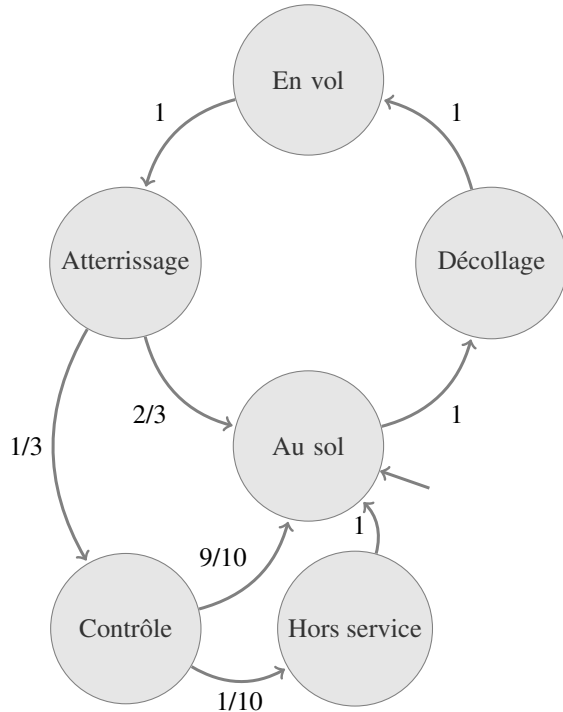 En vol
1
1
Atterrissage
Décollage
2/3
1
1/3
Au sol
1
9/10
Contrôle
Hors service
1/10